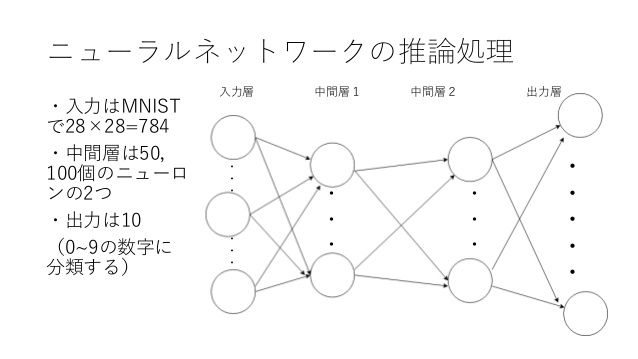 ニューラルネットワークの推論処理
・入力はMNIST
で28×28=784
・中間層は50,
100個のニューロ
ンの2つ
・出力は10
（0~9の数字に
分類する）
入力層
中間層１
中間層２
出力層